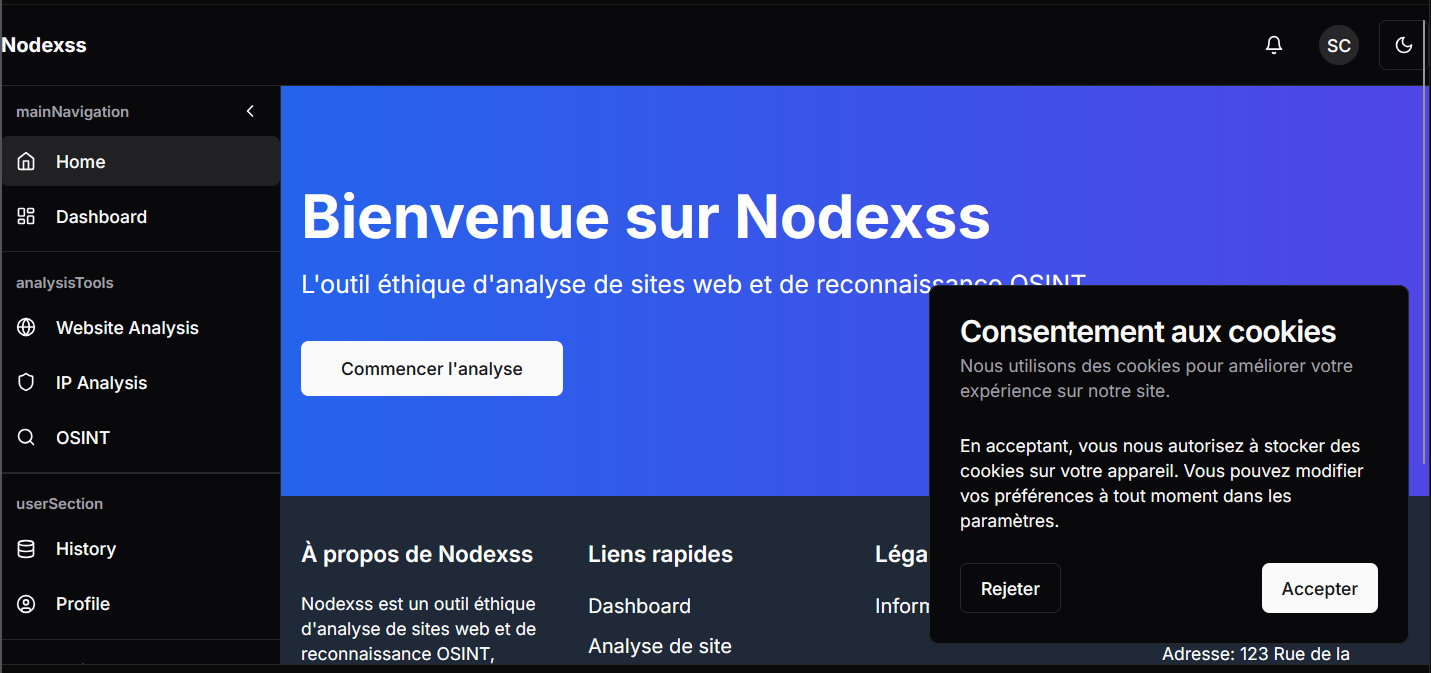 Nodexss
SC
mainNavigation
Home
Dashboard
analysisTools
Website Analysis
IP Analysis
OSINT
userSection
History
Profile
Bienvenue sur Nodexss
L'outil éthique d'analyse de sites web et de reconnaissance OSINT
Commencer l'analyse
À propos de Nodexss
Nodexss est un outil éthique
d'analyse de sites web et de
reconnaissance OSINT,
Liens rapides
Dashboard
Analyse de site
Léga
Inform
Adresse: 123 Rue de la
Consentement aux cookies
Nous utilisons des cookies pour améliorer votre
expérience sur notre site.
En acceptant, vous nous autorisez à stocker des
cookies sur votre appareil. Vous pouvez modifier
vos préférences à tout moment dans les
paramètres.
Rejeter
Accepter